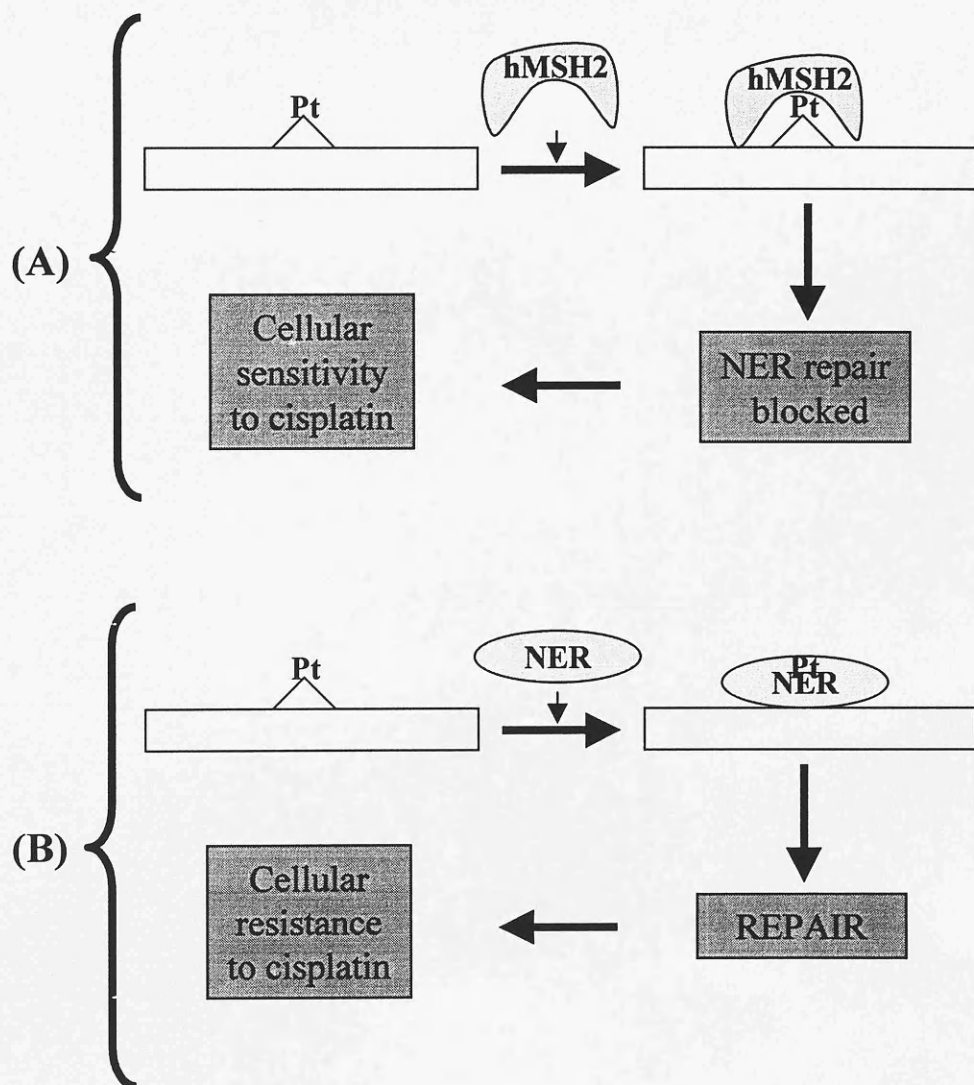 (A)
Pt
hMSH2
hMSH2
Pt
NER repair
blocked
Cellular
sensitivity
to cisplatin
(B)
Pt
NER
Pt
NER
REPAIR
Cellular
resistance
to cisplatin